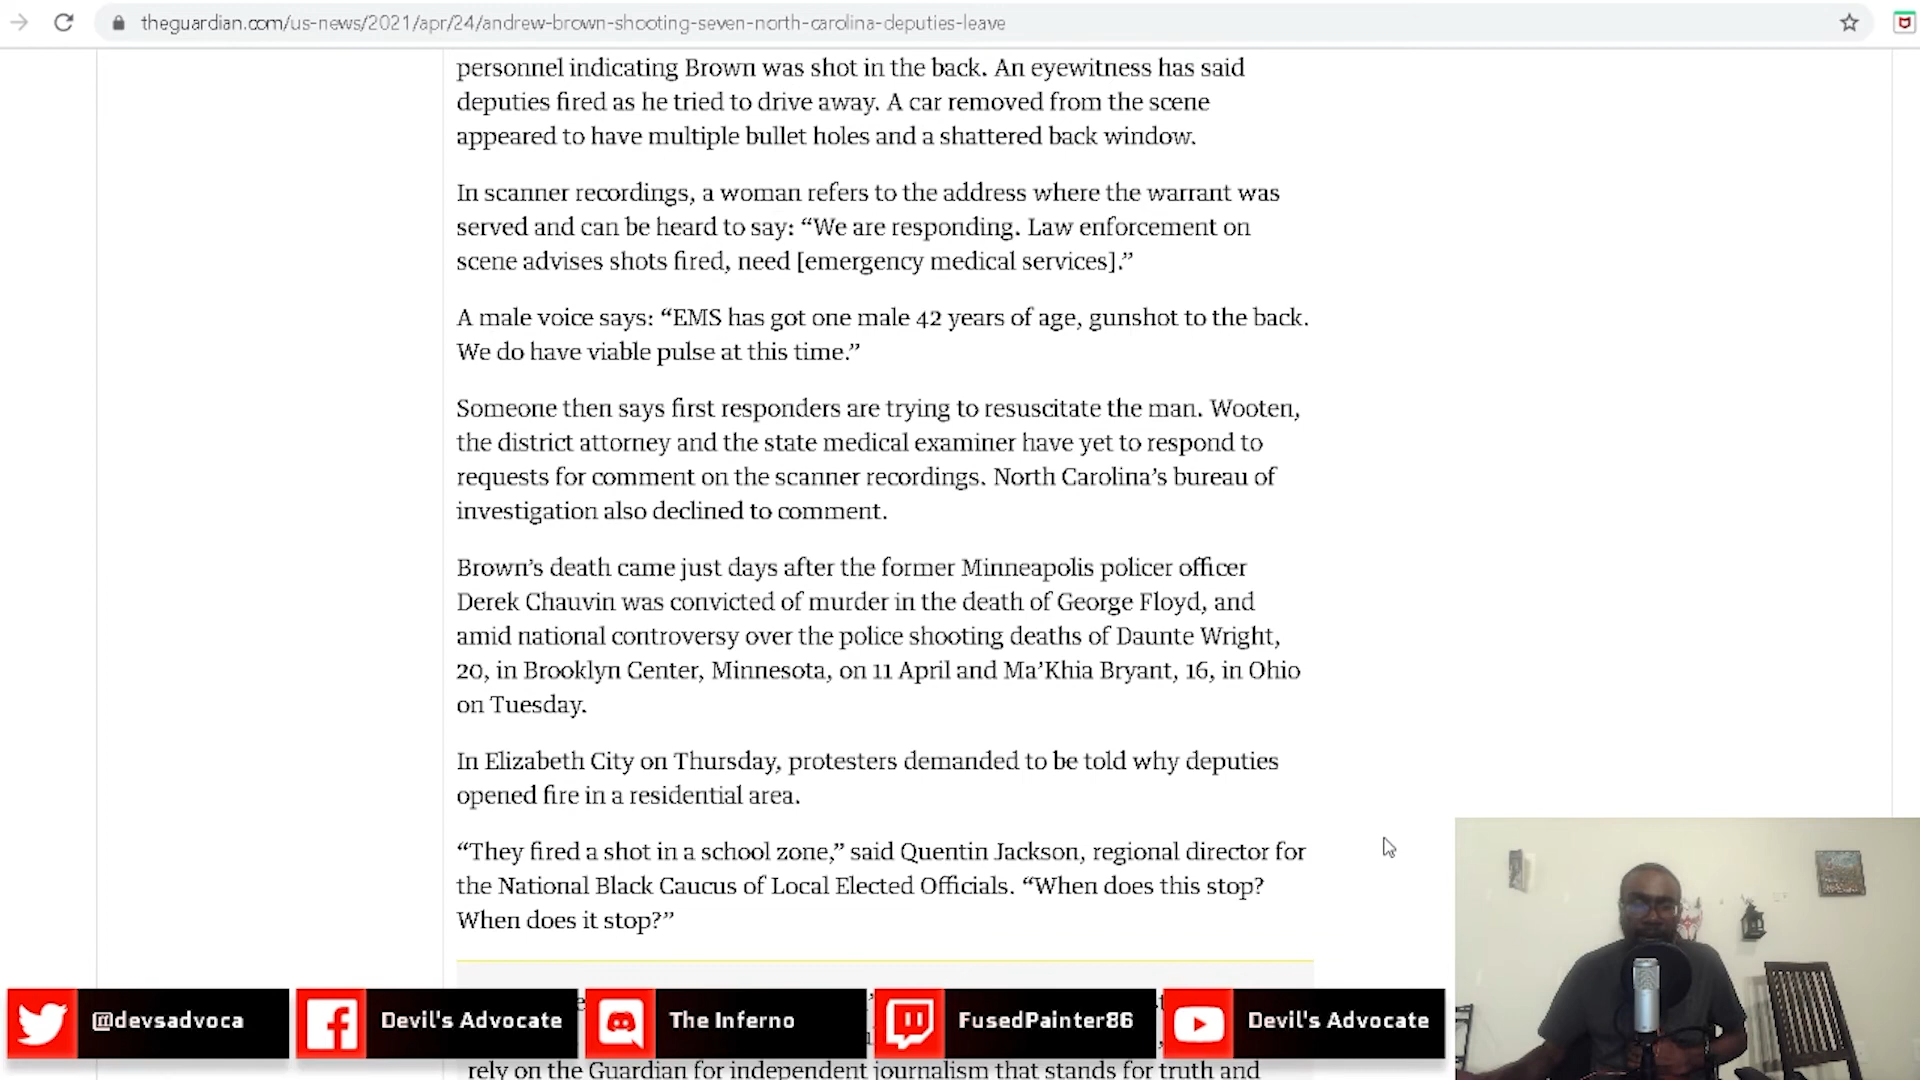 theguardian.com/us-news/2021/apr/24/andrew-brown-shooting-seven-north-carolina-deputies-leave
personnel indicating Brown was shot in the back. An eyewitness has said
deputies fired as he tried to drive away. A car removed from the scene
appeared to have multiple bullet holes and a shattered back window.
In scanner recordings, a woman refers to the address where the warrant was
served and can be heard to say: “We are responding. Law enforcement on
scene advises shots fired, need [emergency medical services].”
A male voice says: “EMS has got one male 42 years of age, gunshot to the back.
We do have viable pulse at this time.”
Someone then says first responders are trying to resuscitate the man. Wooten,
the district attorney and the state medical examiner have yet to respond to
requests for comment on the scanner recordings. North Carolina’s bureau of
investigation also declined to comment.
Brown’s death came just days after the former Minneapolis policer officer
Derek Chauvin was convicted of murder in the death of George Floyd, and
amid national controversy over the police shooting deaths of Daunte Wright,
20, in Brooklyn Center, Minnesota, on 11 April and Ma’Khia Bryant, 16, in Ohio
on Tuesday.
In Elizabeth City on Thursday, protesters demanded to be told why deputies
opened fire in a residential area.
“They fired a shot in a school zone,” said Quentin Jackson, regional director for
the National Black Caucus of Local Elected Officials. “When does this stop?
When does it stop?”
@devsadvoca
Devil's Advocate
The Inferno
FusedPainter86
Devil's Advocate
rely on the Guardian for independent journalism that stands for truth and